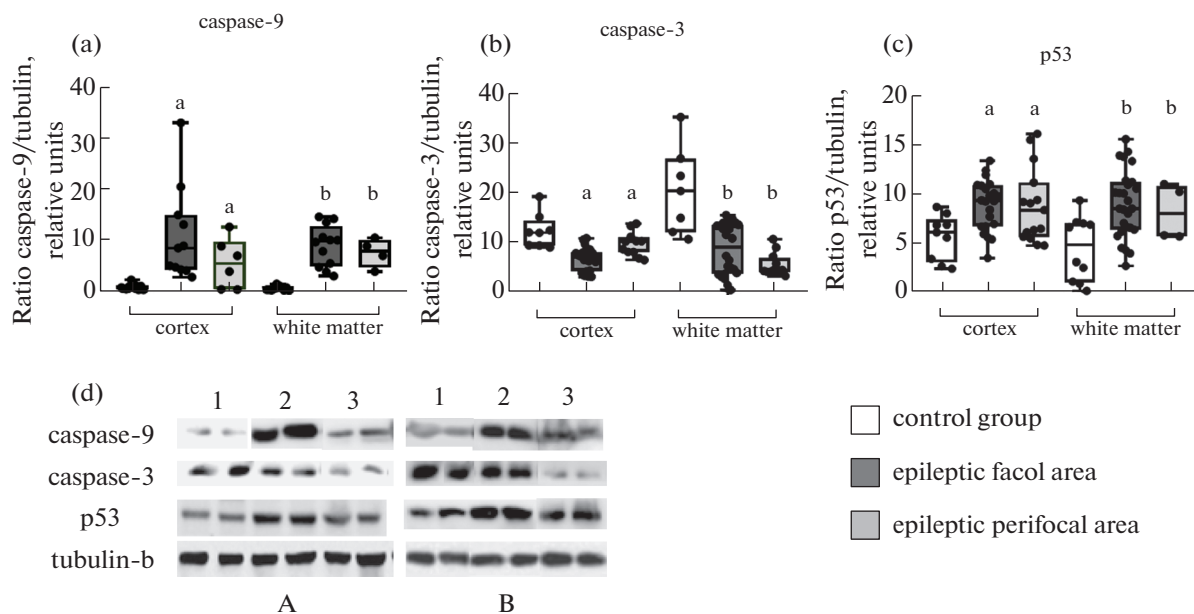 caspase-9
(a)
Ratio caspase-9/tubulin,
relative units
40
30
20
10
0
a
a
b
b
cortex
white matter
caspase-3
(b)
Ratio caspase-3/tubulin,
relative units
40
30
20
10
0
a
a
b
b
cortex
white matter
p53
(c)
Ratio p53/tubulin,
relative units
20
15
10
5
0
a
a
b
b
cortex
white matter
(d)
1 2 3 1 2 3
caspase-9
caspase-3
p53
tubulin-b
A B
control group
epileptic facol area
epileptic perifocal area